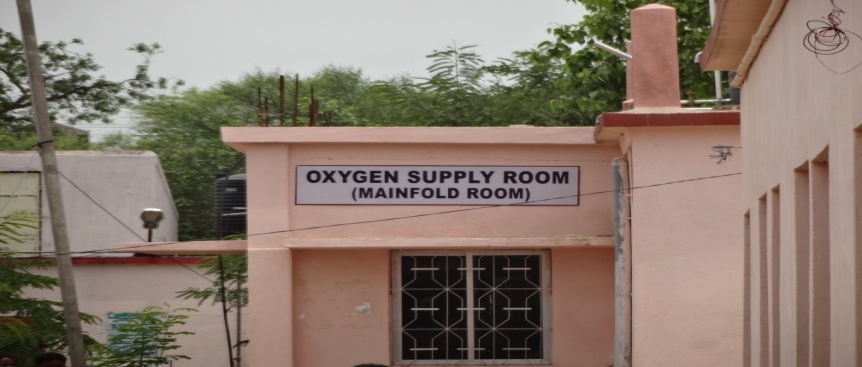 OXYGEN SUPPLY ROOM
(MAINFOLD ROOM)